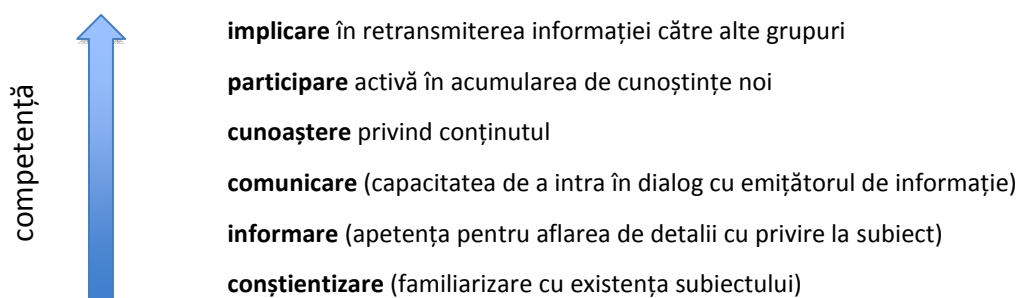 competență
implicare în retransmiterea informației către alte grupuri
participare activă în acumularea de cunoștințe noi
cunoaștere privind conținutul
comunicare (capacitatea de a intra în dialog cu emițătorul de informație)
informare (apetența pentru aflarea de detalii cu privire la subiect)
conștientizare (familiarizare cu existența subiectului)